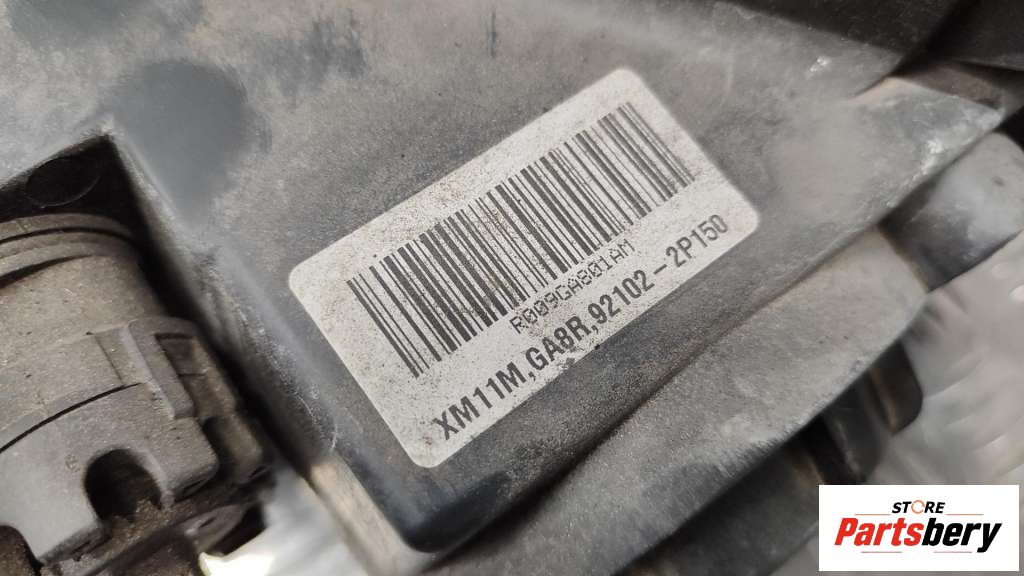 R009GA801AM
XM11M,GA8R,92102-2P150
STORE
Partsbery